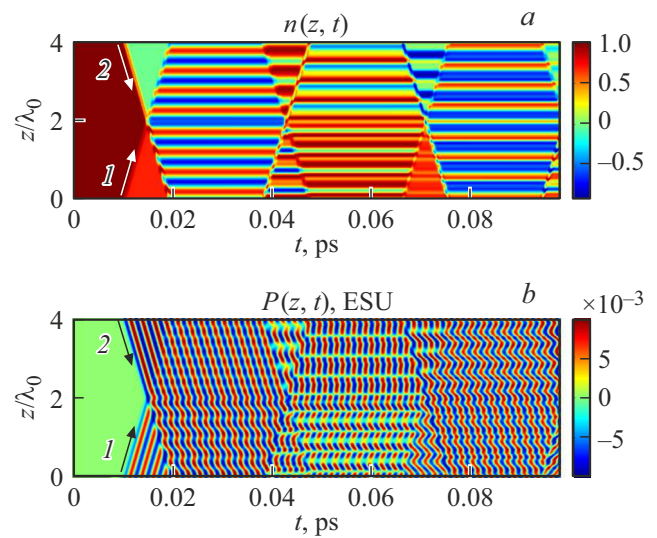 n(z, t) a
4 1.0
2 0.5
z/λ₀ 2
1 −0.5
0
0 0.02 0.04 0.06 0.08
t, ps
P(z, t), ESU b
4 ×10⁻³
2 5
z/λ₀ 2 0
1 −5
0
0 0.02 0.04 0.06 0.08
t, ps